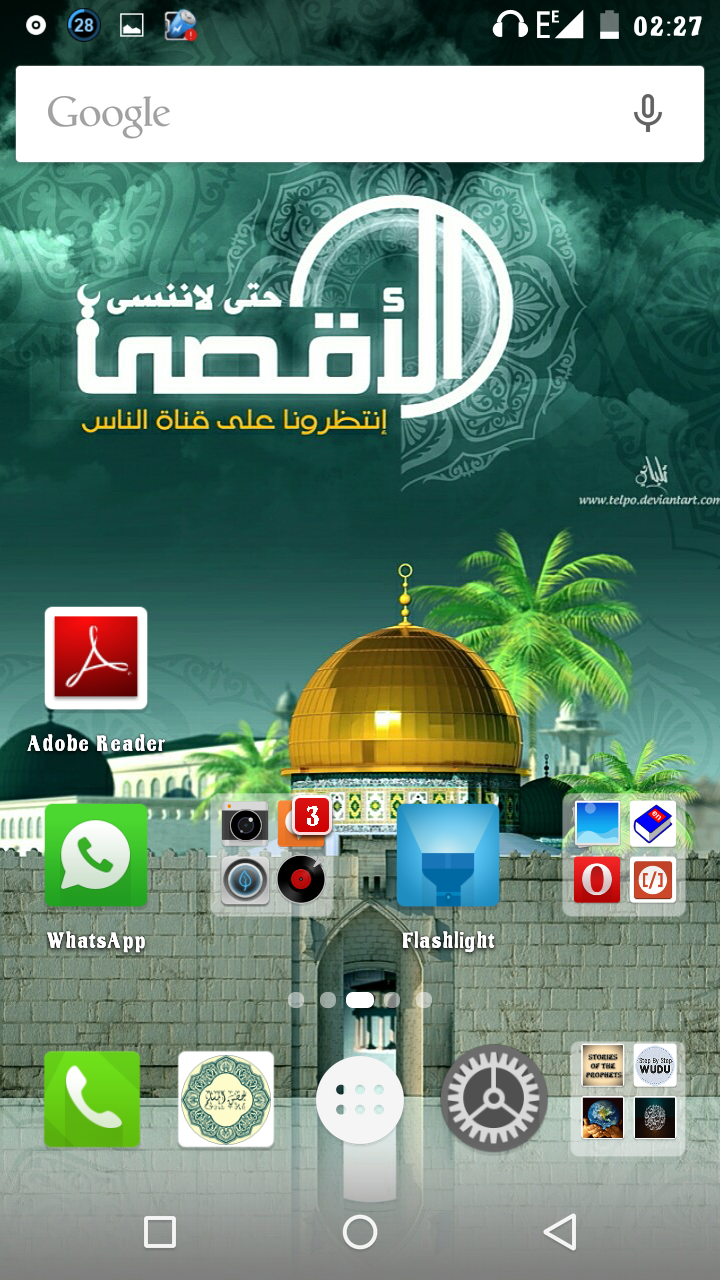 28
02:27
Google
حتى لاننسى
الأقصى
إنتظرونا على قناة الناس
www.telpo.deviantart.com
Adobe Reader
3
WhatsApp
Flashlight
STORIES
OF THE
PROPHETS
Step By Step
WUDU